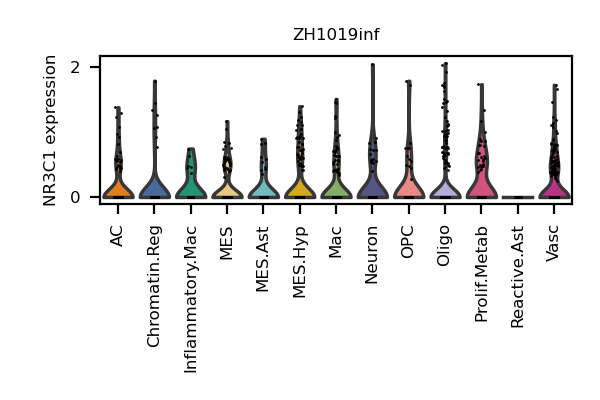 ZH1019inf
NR3C1 expression
2
0
AC
Chromatin.Reg
Inflammatory.Mac
MES
MES.Ast
MES.Hyp
Mac
Neuron
OPC
Oligo
Prolif.Metab
Reactive.Ast
Vasc